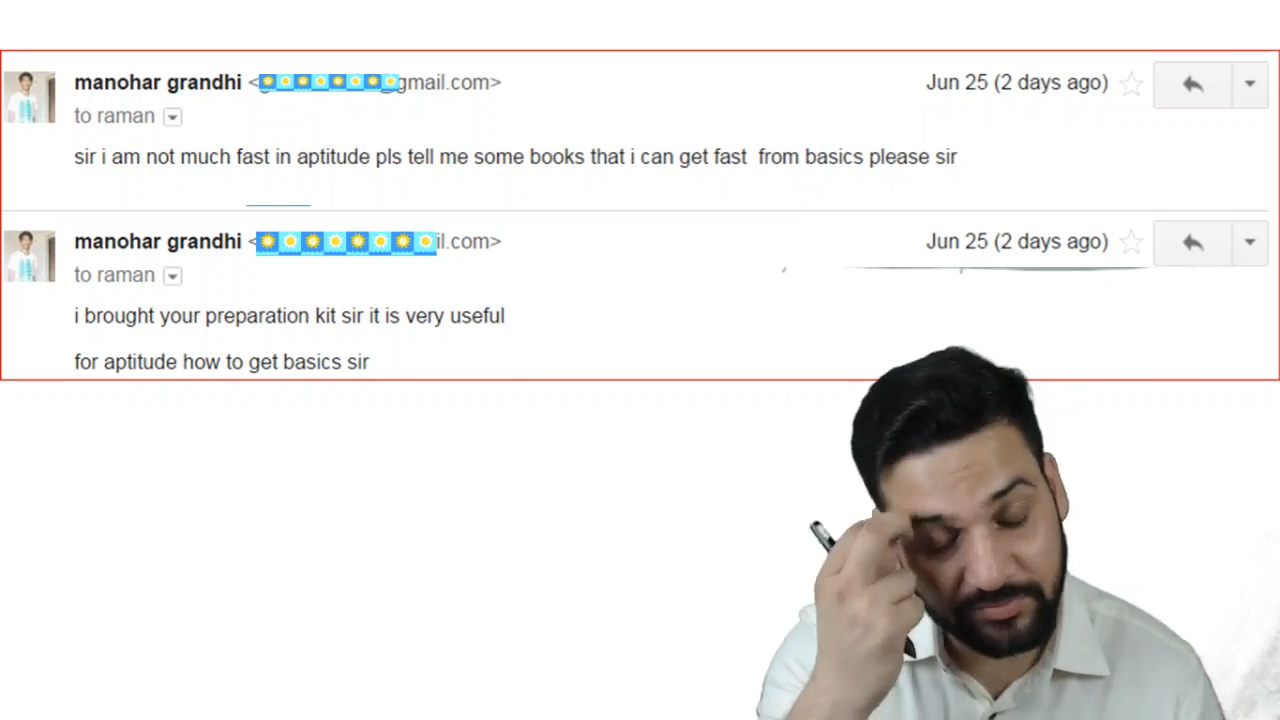 manohar grandhi < gmail.com> Jun 25 (2 days ago)
to raman
sir i am not much fast in aptitude pls tell me some books that i can get fast from basics please sir
manohar grandhi < il.com> Jun 25 (2 days ago)
to raman
i brought your preparation kit sir it is very useful
for aptitude how to get basics sir